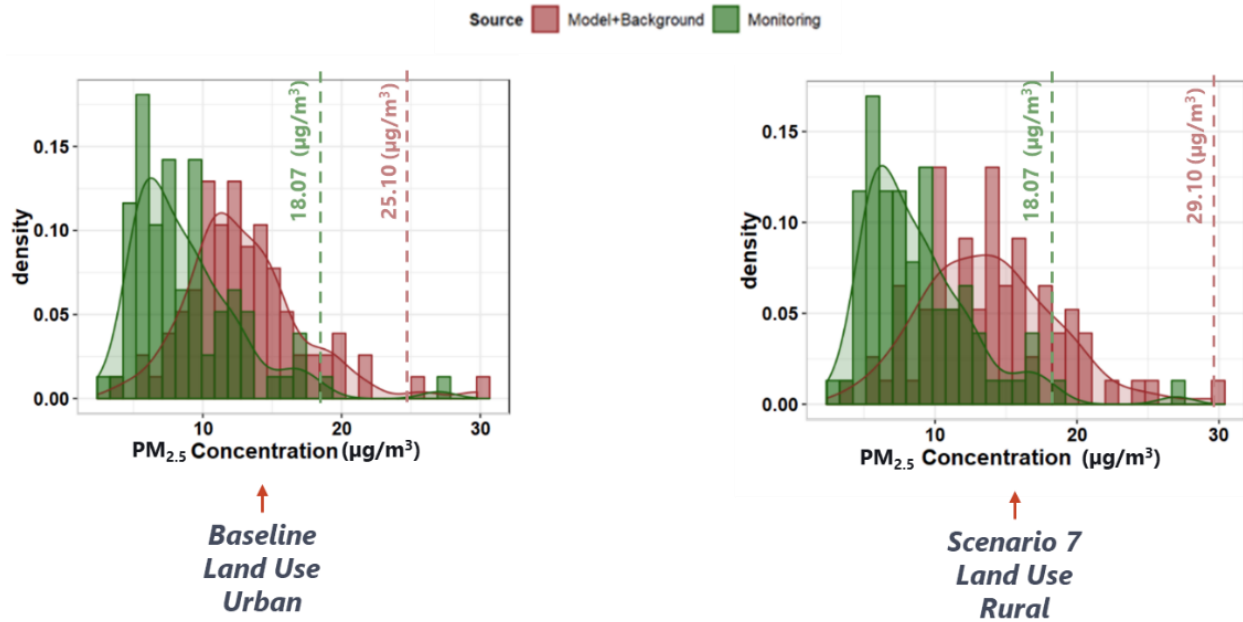 Source Model+Background Monitoring
0.15
0.10
0.05
0.00
density
18.07 (µg/m³)
25.10 (µg/m³)
10 20 30
PM₂.₅ Concentration (µg/m³)
Baseline
Land Use
Urban
0.15
0.10
0.05
0.00
density
18.07 (µg/m³)
29.10 (µg/m³)
10 20 30
PM₂.₅ Concentration (µg/m³)
Scenario 7
Land Use
Rural